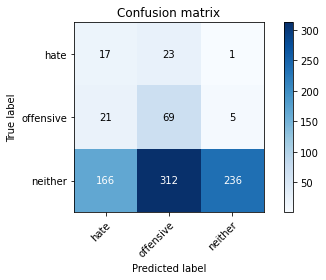 Confusion matrix
hate 17 23 1
offensive 21 69 5
neither 166 312 236
hate offensive neither
True label
Predicted label
300
250
200
150
100
50